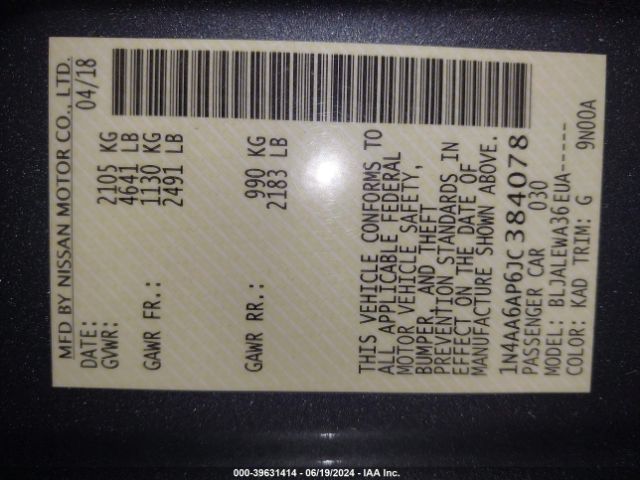 MFD BY NISSAN MOTOR CO., LTD.
DATE: 04/18
GVWR: 2105 KG
4641 LB
GAWR FR.: 1130 KG
2491 LB
GAWR RR.: 990 KG
2183 LB
THIS VEHICLE CONFORMS TO
ALL APPLICABLE FEDERAL
MOTOR VEHICLE SAFETY,
BUMPER, AND THEFT
PREVENTION STANDARDS IN
EFFECT ON THE DATE OF
MANUFACTURE SHOWN ABOVE.
1N4AA6AP6JC384078
PASSENGER CAR 030
MODEL: BLJALEWA36EUA-----
COLOR: KAD TRIM: G 9N00A
000-39631414 - 06/19/2024 - IAA Inc.